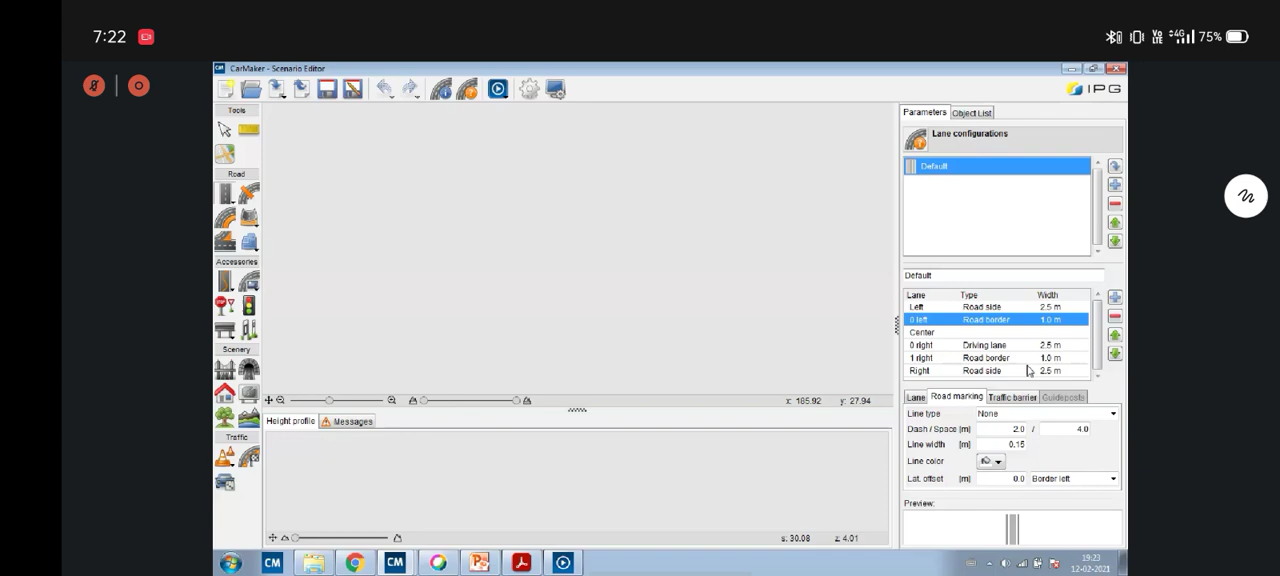 7:22
VO LTE 4G 75%
CarMaker - Scenario Editor
IPG
Tools
Road
Accessories
STOP
Scenery
Traffic
Parameters Object List
Lane configurations
Default
Default
Lane Type Width
Left Road side 2.5 m
0 left Road border 1.0 m
Center
0 right Driving lane 2.5 m
1 right Road border 1.0 m
Right Road side 2.5 m
Lane Road marking Traffic barrier Guideposts
Line type None
Dash / Space [m] 2.0 / 4.0
Line width [m] 0.15
Line color
Lat. offset [m] 0.0 Border left
Preview:
x: 185.92 y: 27.94
Height profile Messages
s: 30.08 z: 4.01
CM CM
19:23
12-02-2021